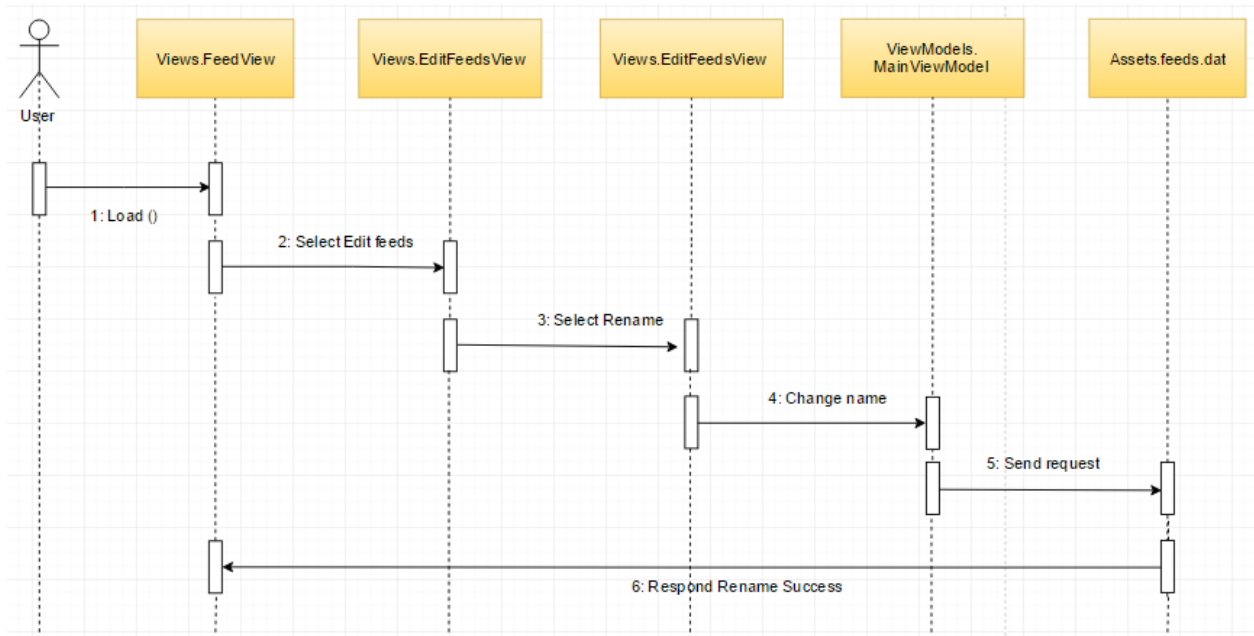 Views.FeedView
Views.EditFeedsView
Views.EditFeedsView
ViewModels.
MainViewModel
Assets.feeds.dat
User
1: Load ()
2: Select Edit feeds
3: Select Rename
4: Change name
5: Send request
6: Respond Rename Success